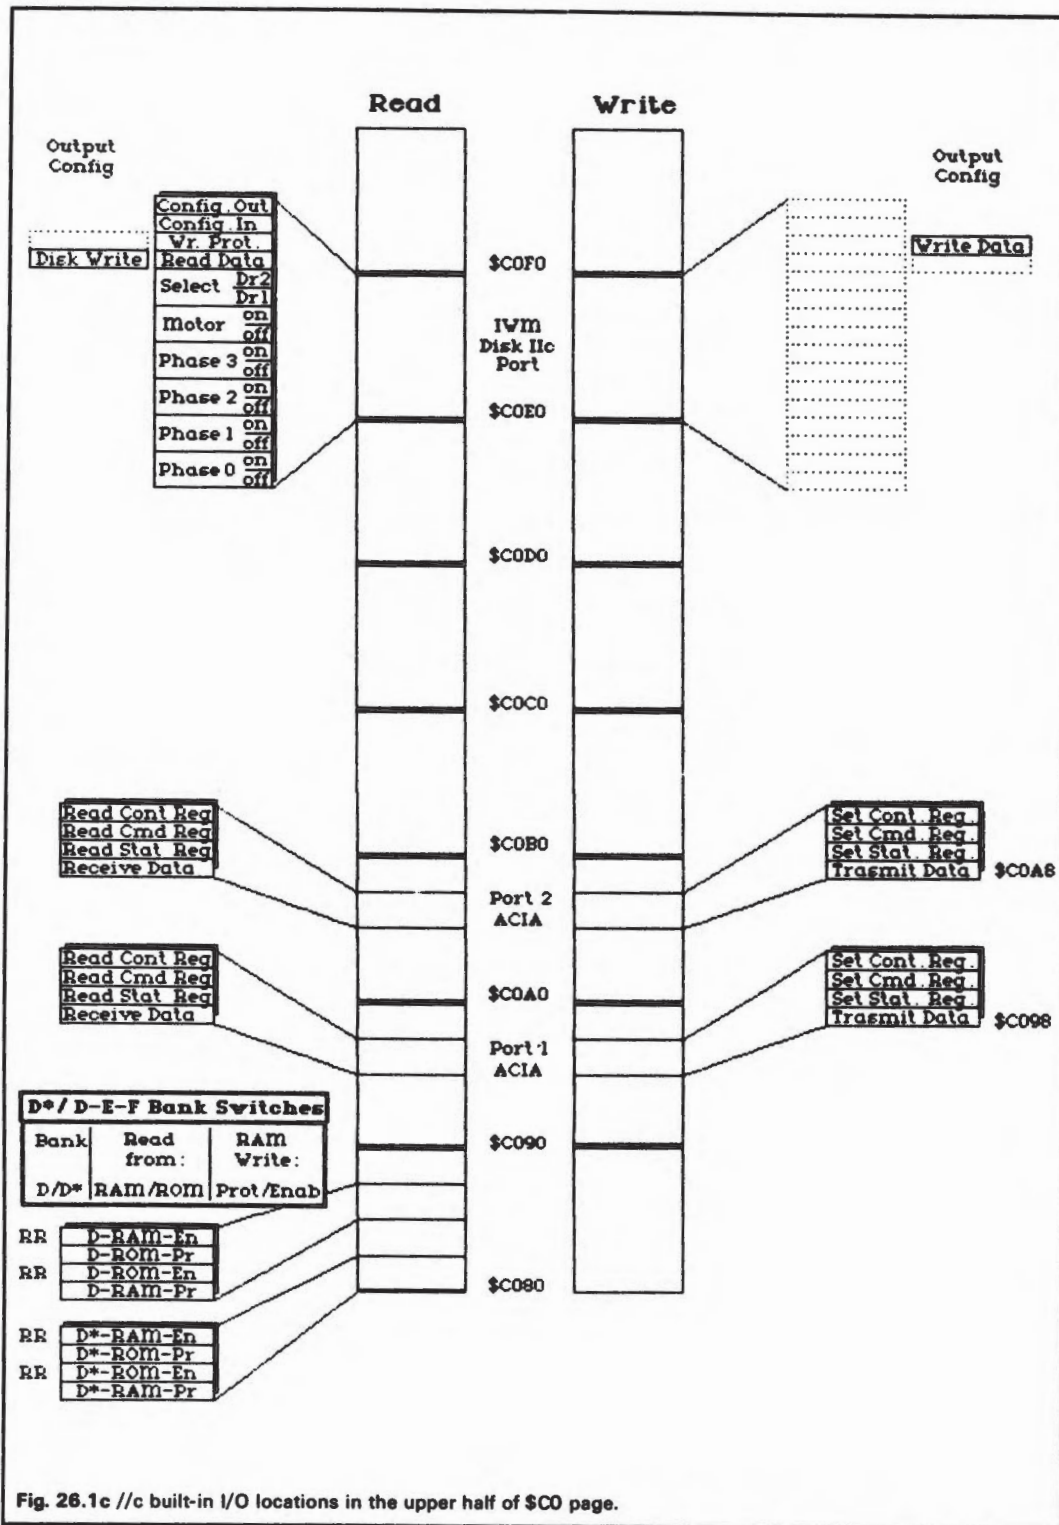 Read Write
Output
Config
Output
Config
Config. Out
Config. In
Wr. Prot.
Disk Write Read Data
Select Dr2
Dr1
Motor on
off
Phase 3 on
off
Phase 2 on
off
Phase 1 on
off
Phase 0 on
off
Write Data
$C0F0
IWM
Disk IIc
Port
$C0E0
$C0D0
$C0C0
$C0B0
Read Cont Reg
Read Cmd Reg
Read Stat Reg
Receive Data
Port 2
ACIA
Set Cont. Reg.
Set Cmd. Reg.
Set Stat. Reg.
Trasmit Data $C0A8
$C0A0
Read Cont Reg
Read Cmd Reg
Read Stat Reg
Receive Data
Port 1
ACIA
Set Cont. Reg.
Set Cmd. Reg.
Set Stat. Reg.
Trasmit Data $C098
$C090
D*/ D-E-F Bank Switches
Bank Read RAM
from: Write:
D/D* RAM/ROM Prot/Enab
RR D-RAM-En
D-ROM-Pr
RR D-ROM-En
D-RAM-Pr
$C080
RR D*-RAM-En
D*-ROM-Pr
RR D*-ROM-En
D*-RAM-Pr
Fig. 26.1c //c built-in I/O locations in the upper half of $C0 page.